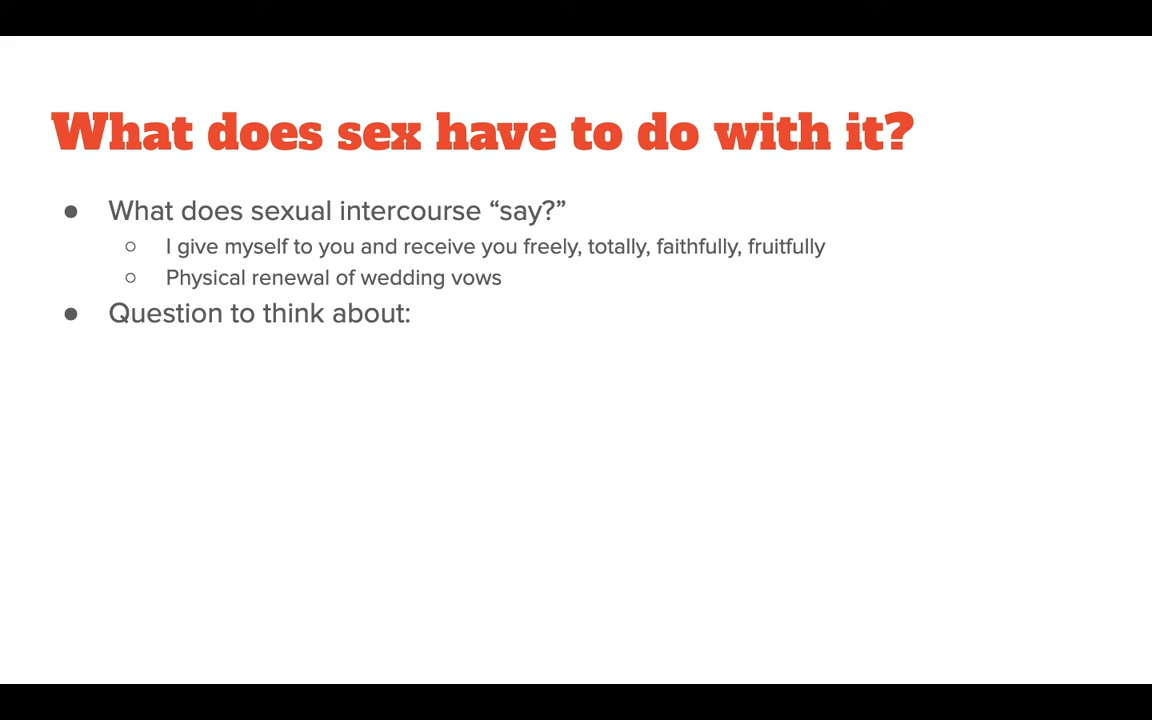 What does sex have to do with it?
● What does sexual intercourse “say?”
○ I give myself to you and receive you freely, totally, faithfully, fruitfully
○ Physical renewal of wedding vows
● Question to think about: